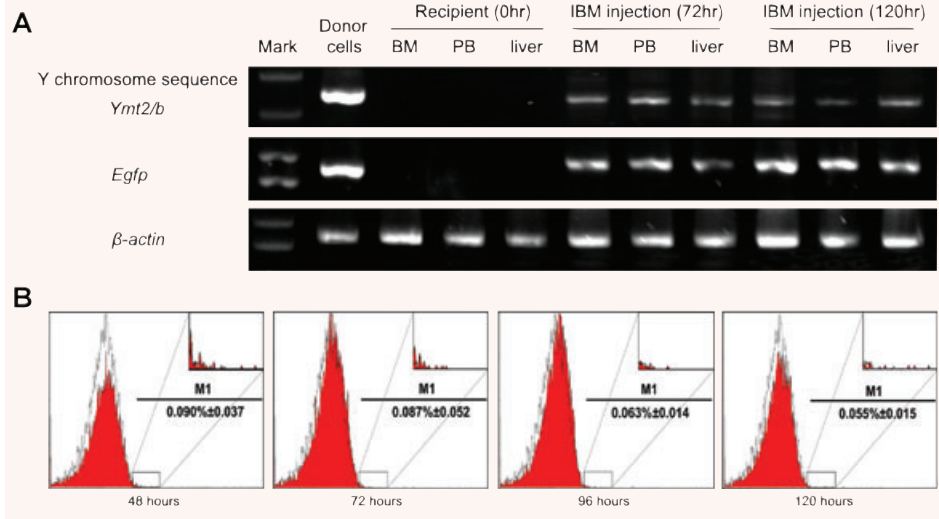 A
Mark
Donor
cells
Recipient (0hr)
BM PB liver
IBM injection (72hr)
BM PB liver
IBM injection (120hr)
BM PB liver
Y chromosome sequence
Ymt2/b
Egfp
β-actin
B
M1
0.090%±0.037
48 hours
M1
0.087%±0.052
72 hours
M1
0.063%±0.014
96 hours
M1
0.055%±0.015
120 hours